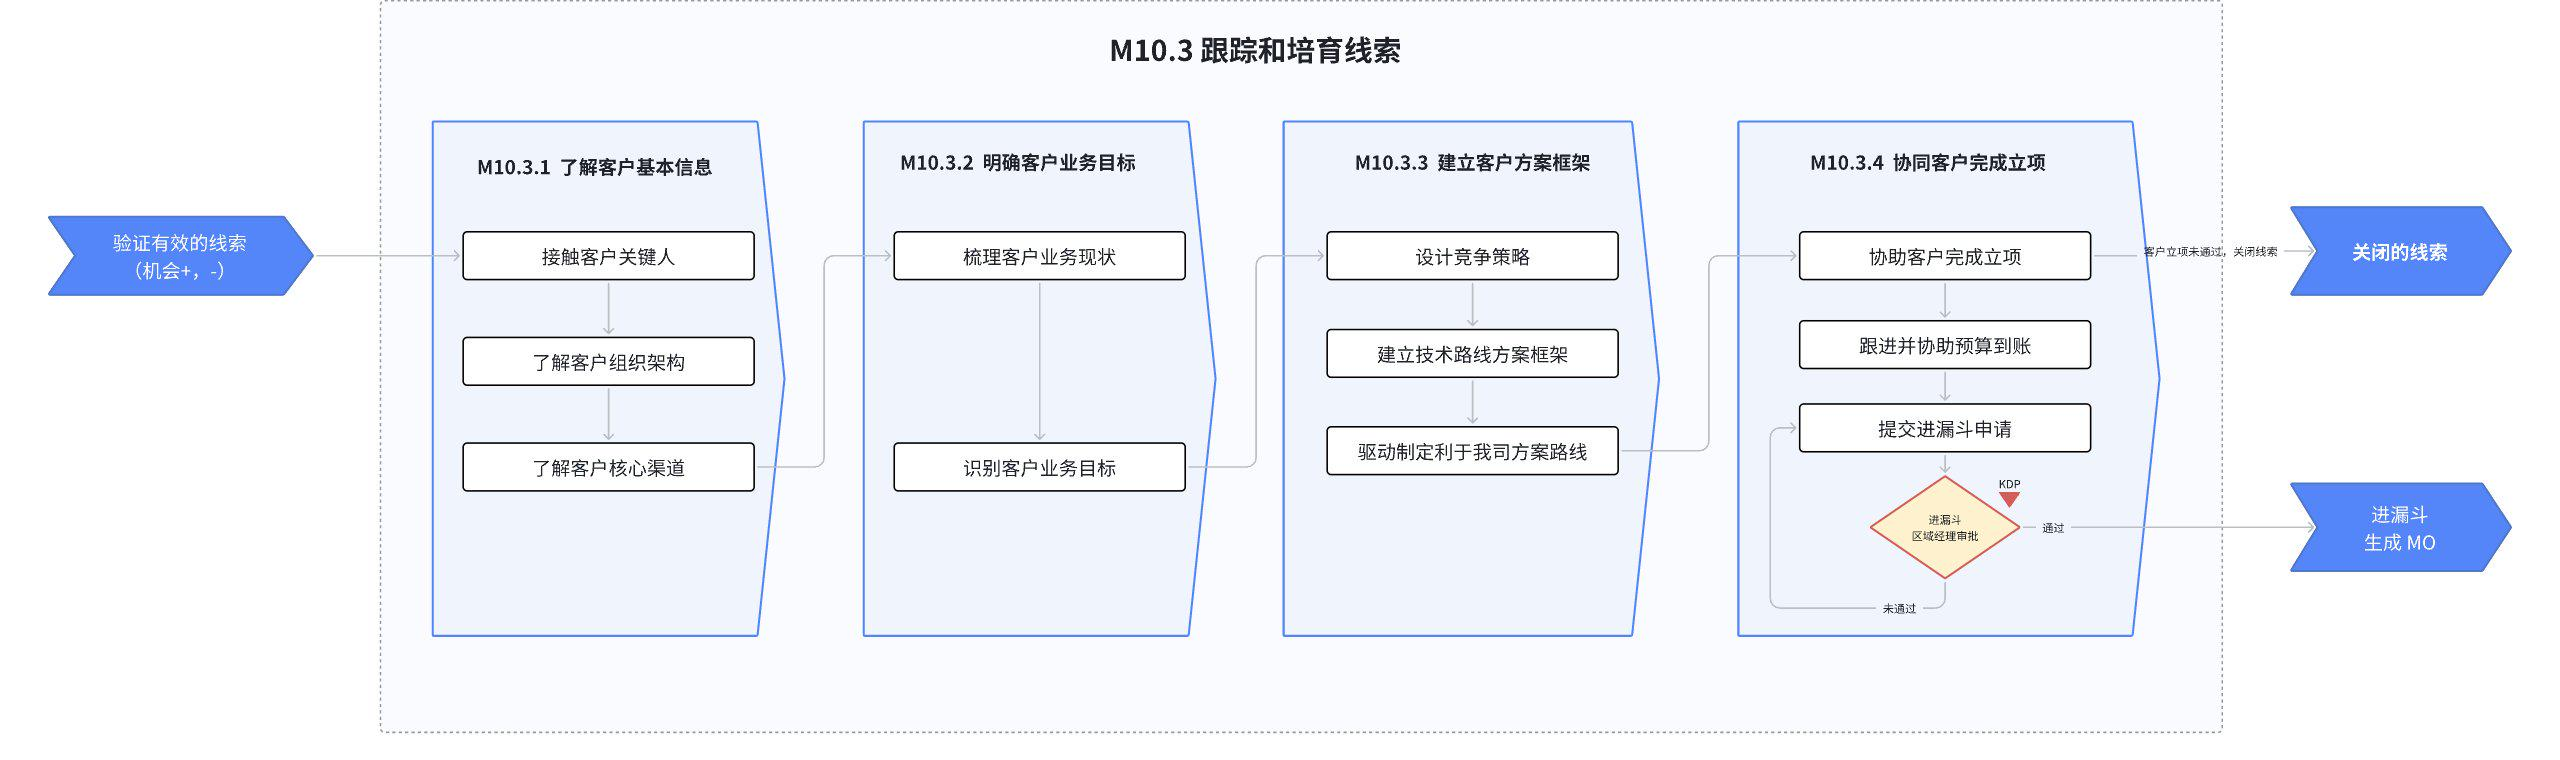 M10.3 跟踪和培育线索
验证有效的线索
（机会+，-）
M10.3.1 了解客户基本信息
接触客户关键人
了解客户组织架构
了解客户核心渠道
M10.3.2 明确客户业务目标
梳理客户业务现状
识别客户业务目标
M10.3.3 建立客户方案框架
设计竞争策略
建立技术路线方案框架
驱动制定利于我司方案路线
M10.3.4 协同客户完成立项
协助客户完成立项
跟进并协助预算到账
提交进漏斗申请
KDP
进漏斗
区域经理审批
通过
未通过
客户立项未通过，关闭线索
关闭的线索
进漏斗
生成 MO